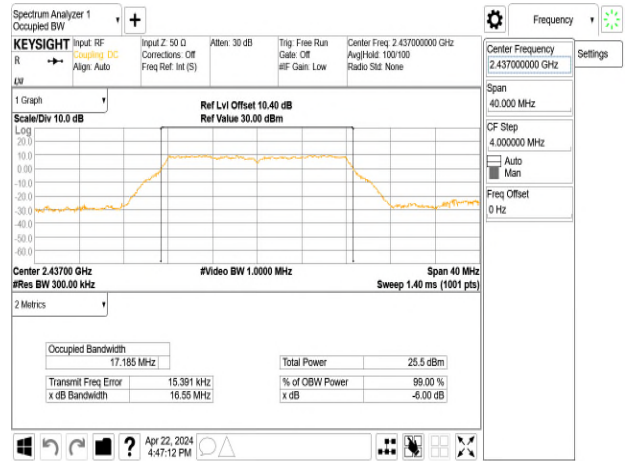 Spectrum Analyzer 1
Occupied BW
Frequency
KEYSIGHT
R
Input: RF
Coupling: DC
Align: Auto
Input Z: 50 Ω
Corrections: Off
Freq Ref: Int (S)
Atten: 30 dB
Trig: Free Run
Gate: Off
#IF Gain: Low
Center Freq: 2.437000000 GHz
Avg|Hold: 100/100
Radio Std: None
Center Frequency
2.437000000 GHz
Settings
Span
40.000 MHz
CF Step
4.000000 MHz
Auto
Man
Freq Offset
0 Hz
1 Graph
Scale/Div 10.0 dB
Ref Lvl Offset 10.40 dB
Ref Value 30.00 dBm
Log
20.0
10.0
0.00
-10.0
-20.0
-30.0
-40.0
-50.0
-60.0
Center 2.43700 GHz
#Res BW 300.00 kHz
#Video BW 1.0000 MHz
Span 40 MHz
Sweep 1.40 ms (1001 pts)
2 Metrics
Occupied Bandwidth
17.185 MHz
Transmit Freq Error 15.391 kHz
x dB Bandwidth 16.55 MHz
Total Power 25.5 dBm
% of OBW Power 99.00 %
x dB -6.00 dB
?
Apr 22, 2024
4:47:12 PM